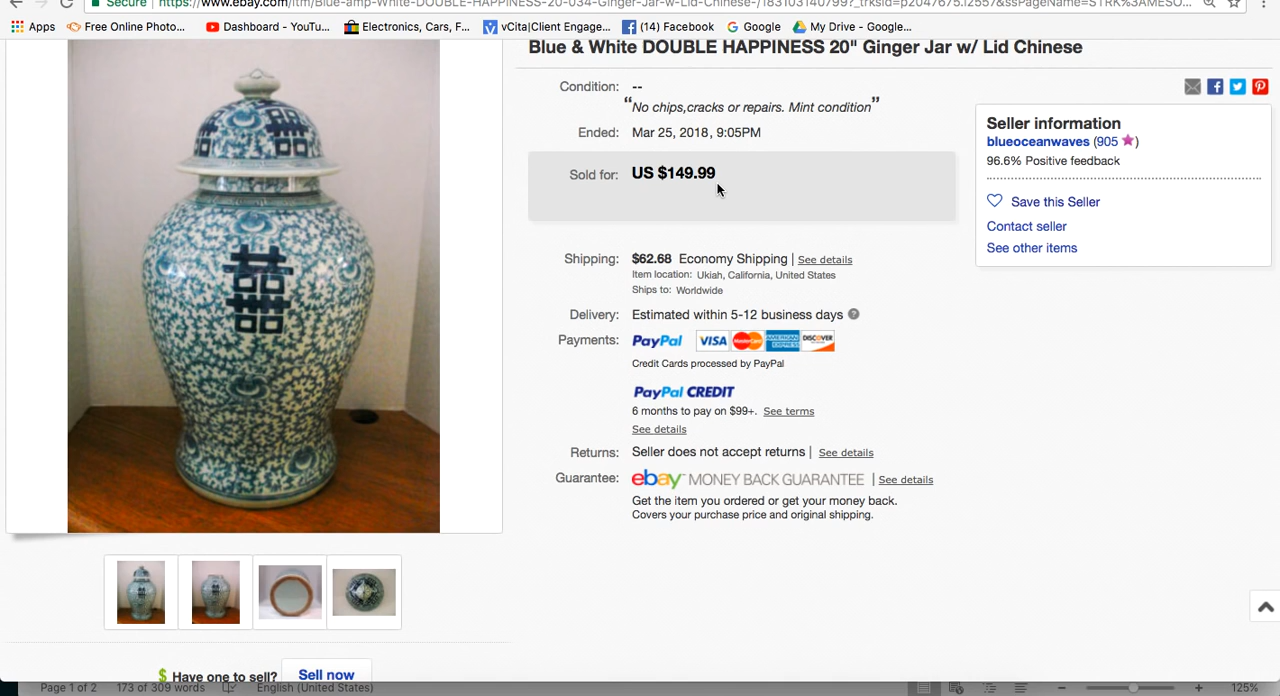 Secure | https://www.ebay.com/itm/Blue-amp-White-DOUBLE-HAPPINESS-20-034-Ginger-Jar-w-Lid-Chinese-/183103140799?_trksid=p2047675.l2557&ssPageName=STRK%3AMESO...
Apps Free Online Photo... Dashboard - YouTu... Electronics, Cars, F... vCita|Client Engage... (14) Facebook Google My Drive - Google...
Blue & White DOUBLE HAPPINESS 20" Ginger Jar w/ Lid Chinese
Condition: --
“No chips,cracks or repairs. Mint condition”
Ended: Mar 25, 2018, 9:05PM
Sold for: US $149.99
Shipping: $62.68 Economy Shipping | See details
Item location: Ukiah, California, United States
Ships to: Worldwide
Delivery: Estimated within 5-12 business days ?
Payments: PayPal VISA MasterCard AMERICAN EXPRESS DISCOVER
Credit Cards processed by PayPal
PayPal CREDIT
6 months to pay on $99+. See terms
See details
Returns: Seller does not accept returns | See details
Guarantee: ebay MONEY BACK GUARANTEE | See details
Get the item you ordered or get your money back.
Covers your purchase price and original shipping.
Seller information
blueoceanwaves (905 )
96.6% Positive feedback
Save this Seller
Contact seller
See other items
囍
$ Have one to sell? Sell now
Page 1 of 2 173 of 309 words English (United States) 125%